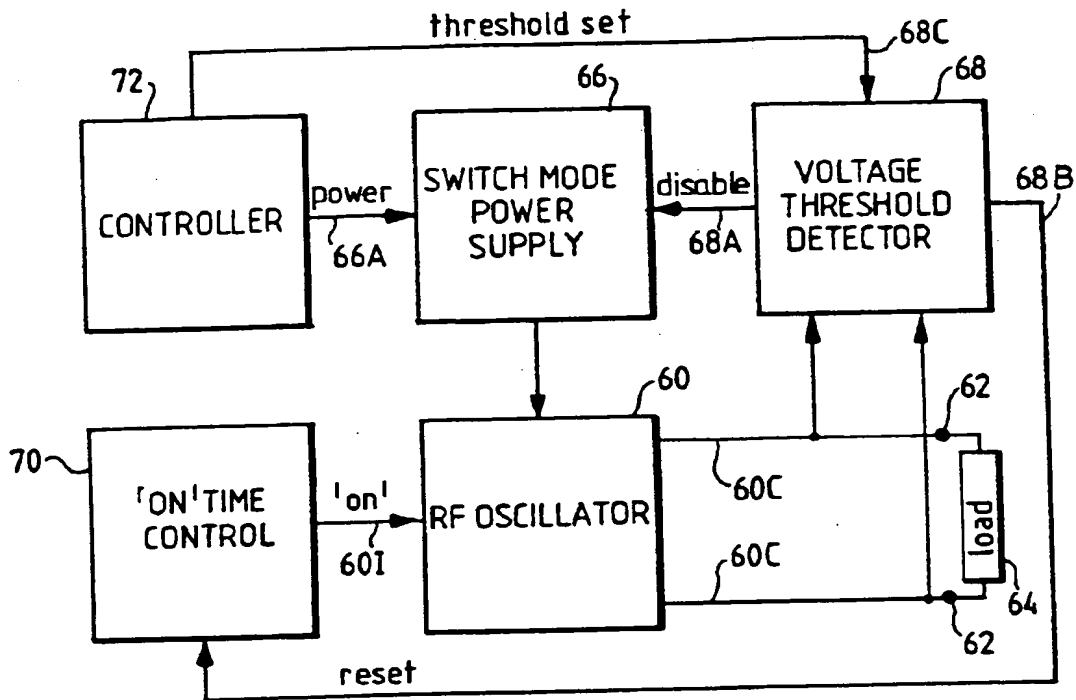 threshold set
68C
72
66
68
CONTROLLER
power
66A
SWITCH MODE
POWER
SUPPLY
disable
68A
VOLTAGE
THRESHOLD
DETECTOR
68B
70
'ON' TIME
CONTROL
'on'
60I
60
RF OSCILLATOR
60C
60C
62
load
64
62
reset